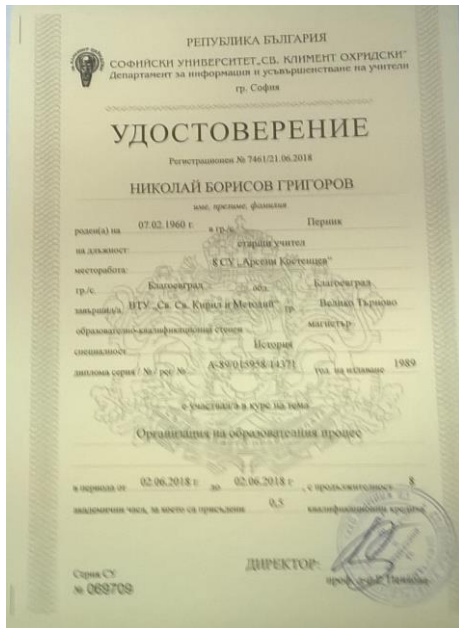 РЕПУБЛИКА БЪЛГАРИЯ
СОФИЙСКИ УНИВЕРСИТЕТ „СВ. КЛИМЕНТ ОХРИДСКИ“
Департамент за информация и усъвършенстване на учители
гр. София
УДОСТОВЕРЕНИЕ
Регистрационен № 7461/21.06.2018
НИКОЛАЙ БОРИСОВ ГРИГОРОВ
име, презиме, фамилия
роден(а) на 07.02.1960 г. в гр./с. Перник
на длъжност старши учител
месторабота: 8 СУ „Арсени Костенцев“
гр./с. Благоевград обл. Благоевград
завършил/а ВТУ „Св. Св. Кирил и Методий“ гр. Велико Търново
образователно-квалификационна степен магистър
специалност История
диплома серия / № / рег. № А-89/015958/14371 год. на издаване 1989
е участвал/а в курс на тема
Организация на образователния процес
в периода от 02.06.2018 г. до 02.06.2018 г. с продължителност 8
академични часа, за което са присъдени 0,5 квалификационни кредита
ДИРЕКТОР:
проф. д-р
Серия СУ
№ 069709